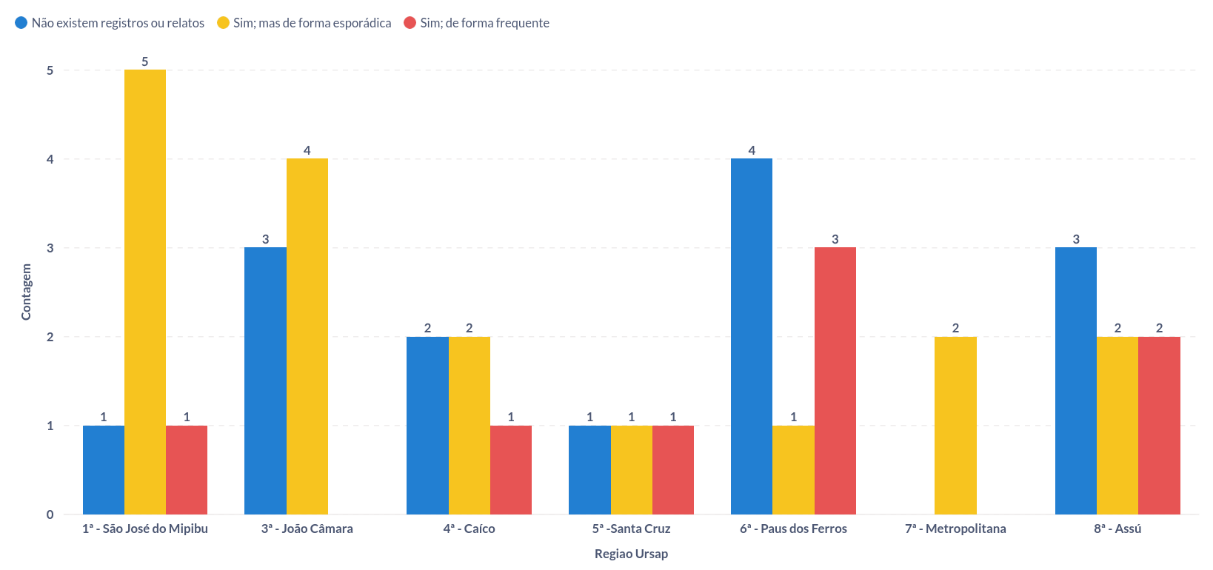 Não existem registros ou relatos Sim; mas de forma esporádica Sim; de forma frequente
5
4
3
2
1
0
Contagem
1 5 1
3 4
2 2 1
1 1 1
4 1 3
2
3 2 2
1ª - São José do Mipibu 3ª - João Câmara 4ª - Caíco 5ª -Santa Cruz 6ª - Paus dos Ferros 7ª - Metropolitana 8ª - Assú
Regiao Ursap